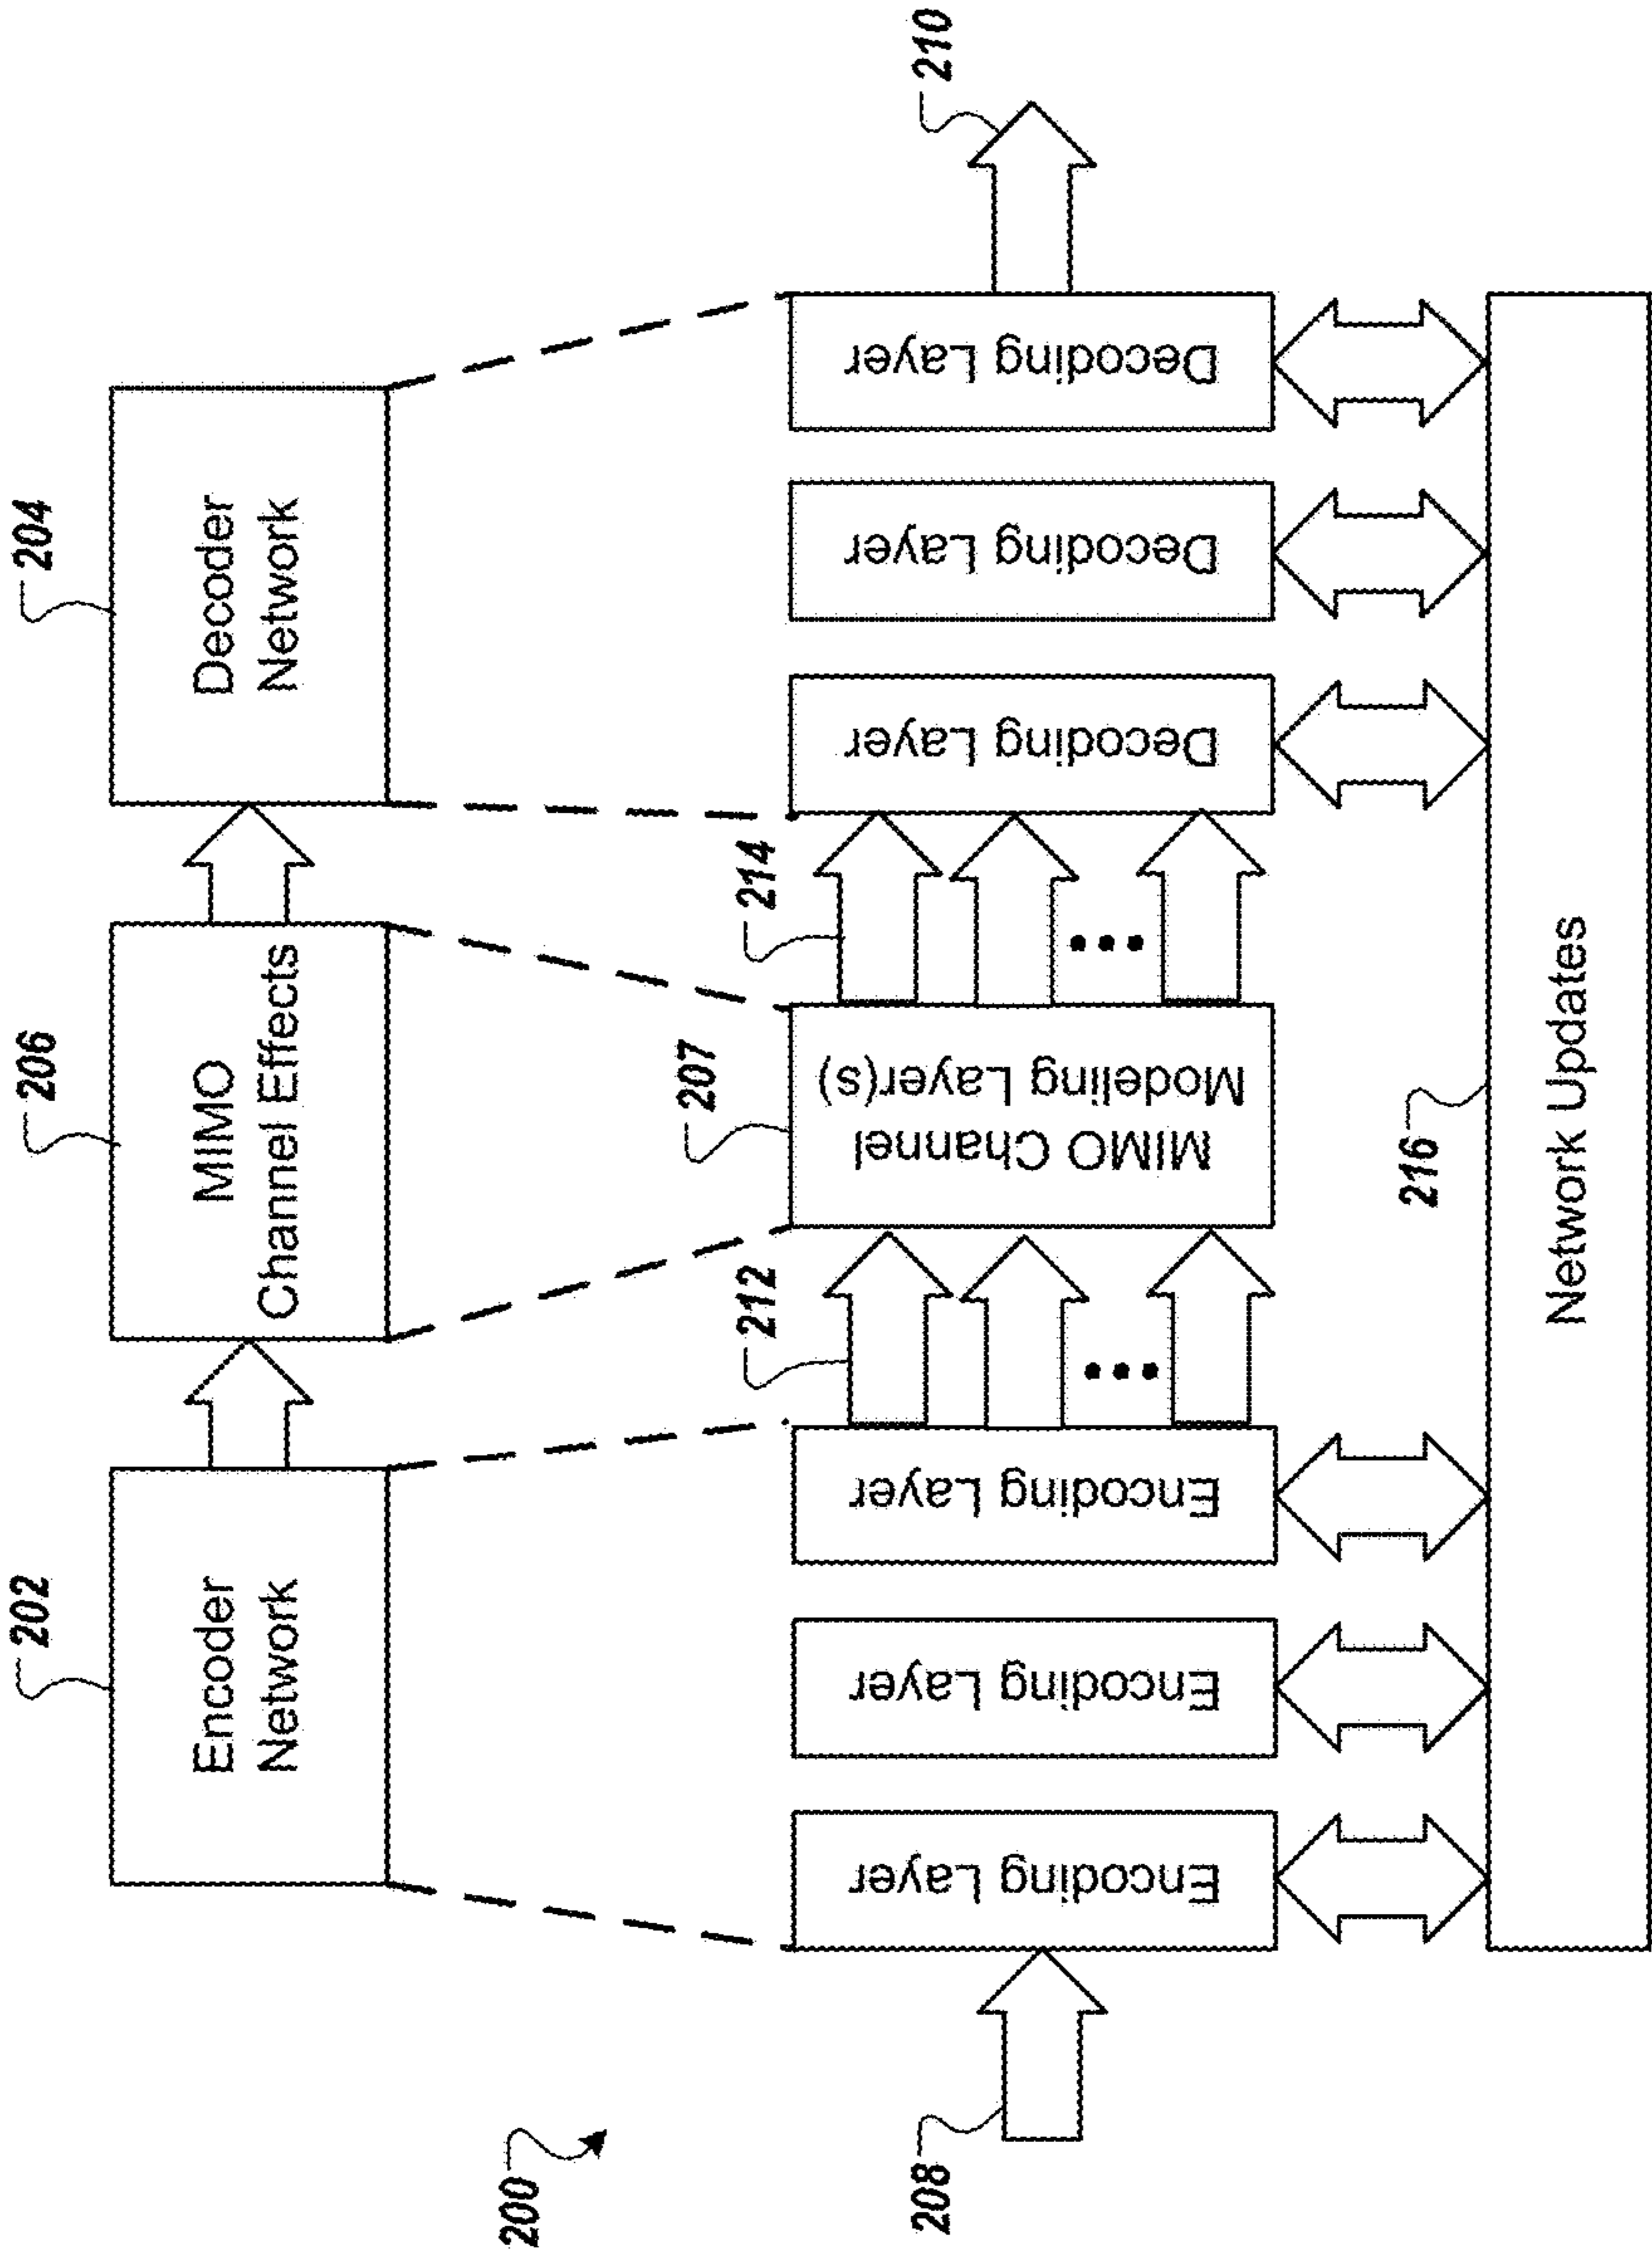 202
204
206
Encoder
Network
MIMO
Channel Effects
Decoder
Network
200
208
212
207
214
210
Encoding Layer
Encoding Layer
Encoding Layer
MIMO Channel
Modeling Layer(s)
Decoding Layer
Decoding Layer
Decoding Layer
216
Network Updates